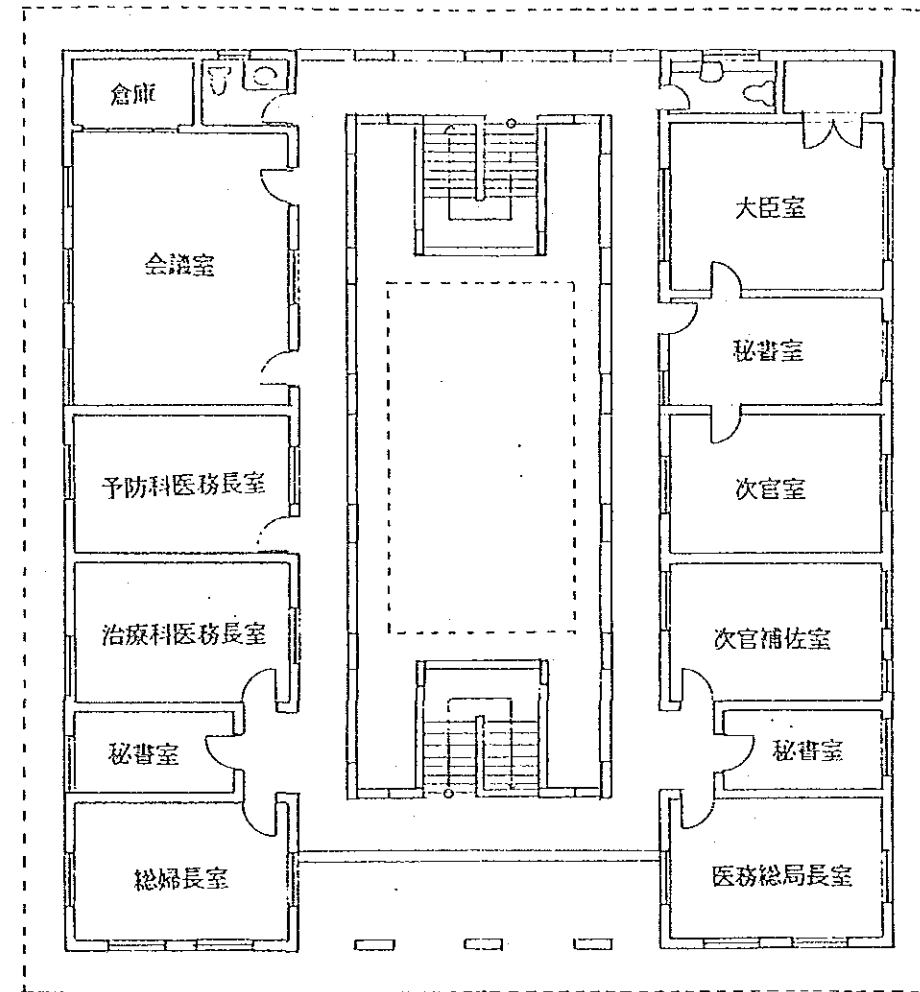 倉庫
大臣室
会議室
秘書室
予防科医務長室
次官室
治療科医務長室
次官補佐室
秘書室
秘書室
総婦長室
医務総局長室